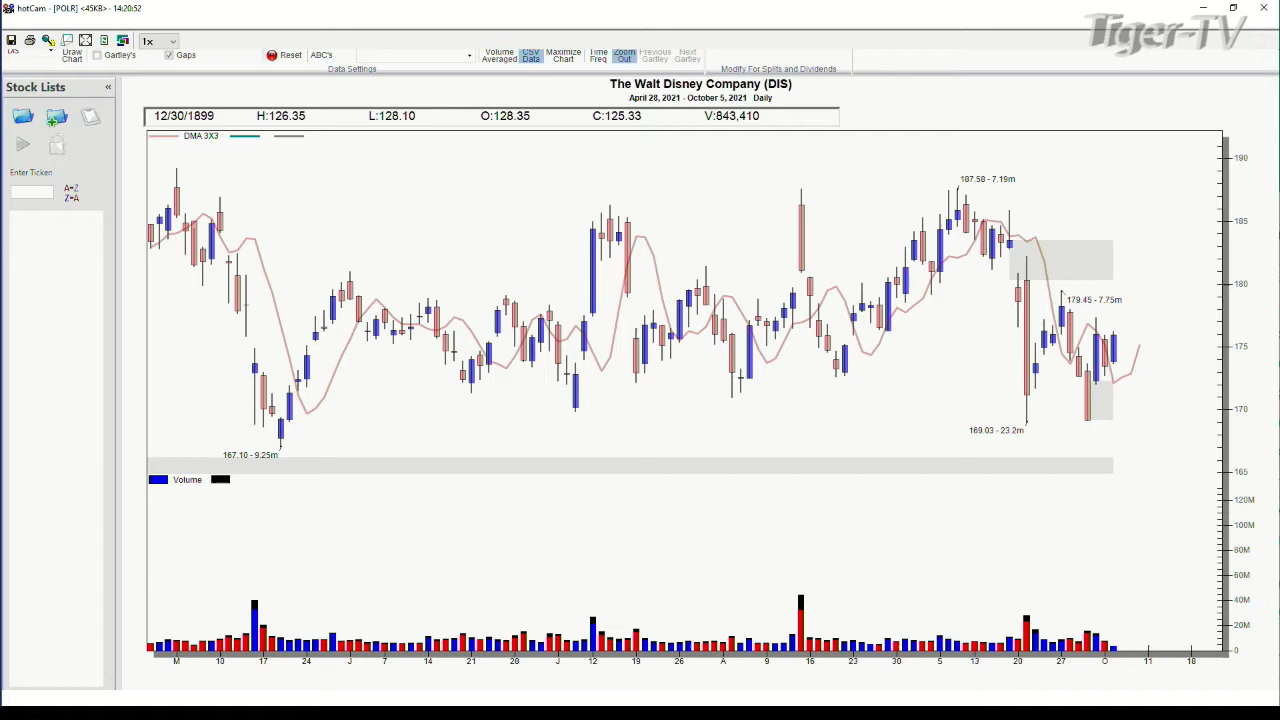 hotCam - [POLR] <45KB> - 14:20:52
Tiger-TV
1x
DIS
Draw Chart
Gartley's
Gaps
Reset
ABC's
Volume Averaged
CSV Data
Maximize Chart
Time Freq
Zoom Out
Previous Gartley
Next Gartley
Data Settings
Modify For Splits and Dividends
Stock Lists
«
Enter Ticker:
A=Z
Z=A
The Walt Disney Company (DIS)
April 28, 2021 - October 5, 2021 Daily
12/30/1899 H:126.35 L:128.10 O:128.35 C:125.33 V:843,410
DMA 3X3
190
187.58 - 7.19m
185
180
179.45 - 7.75m
175
170
169.03 - 23.2m
167.10 - 9.25m
165
Volume
120M
100M
80M
60M
40M
20M
0
M 10 17 24 J 7 14 21 28 J 12 19 26 A 9 16 23 30 S 13 20 27 O 11 18